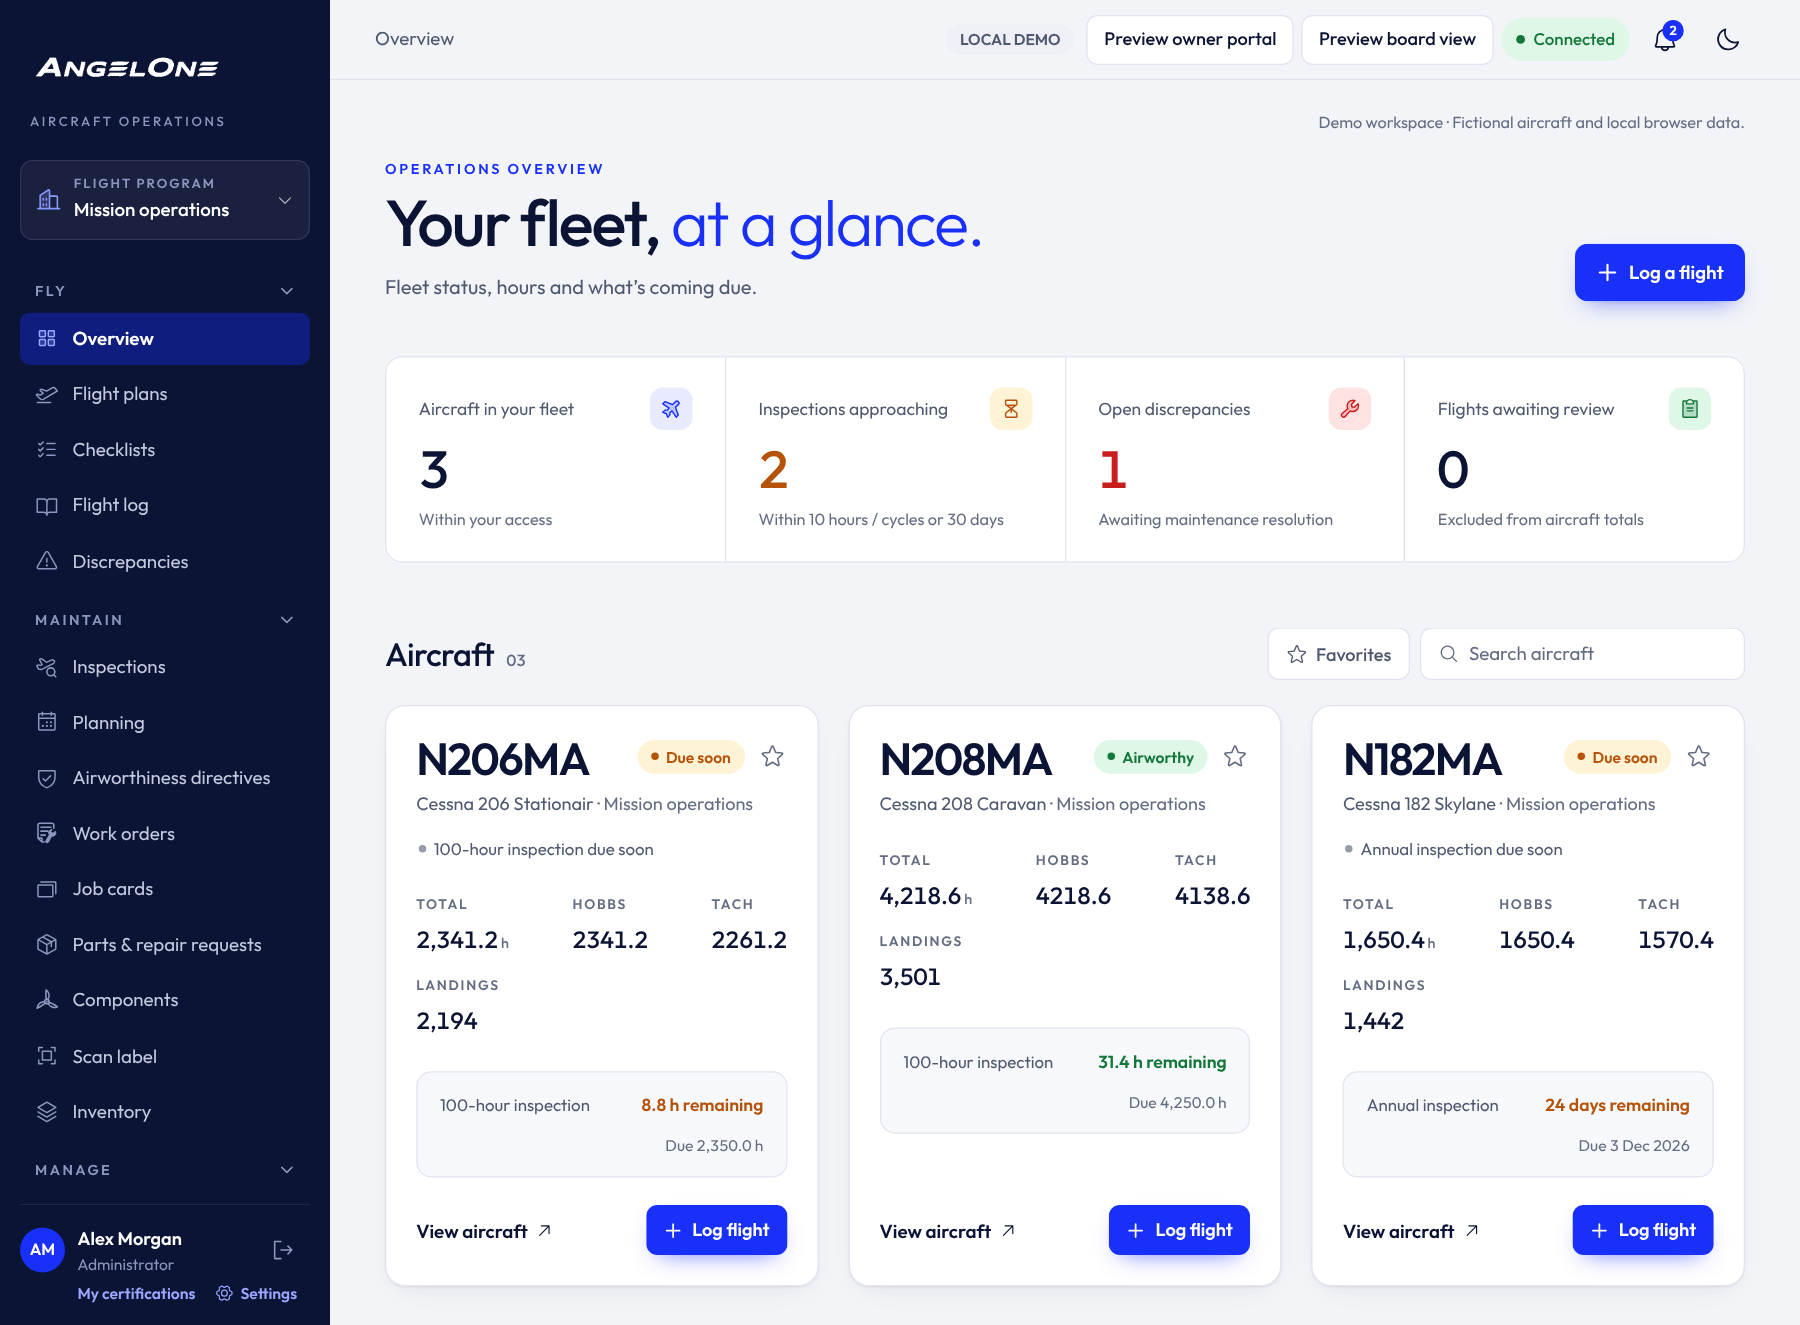 ANGELONE
AIRCRAFT OPERATIONS
FLIGHT PROGRAM
Mission operations
FLY
Overview
Flight plans
Checklists
Flight log
Discrepancies
MAINTAIN
Inspections
Planning
Airworthiness directives
Work orders
Job cards
Parts & repair requests
Components
Scan label
Inventory
MANAGE
AM
Alex Morgan
Administrator
My certifications
Settings
Overview
LOCAL DEMO
Preview owner portal
Preview board view
Connected
2
Demo workspace · Fictional aircraft and local browser data.
OPERATIONS OVERVIEW
Your fleet, at a glance.
Fleet status, hours and what’s coming due.
Log a flight
Aircraft in your fleet
3
Within your access
Inspections approaching
2
Within 10 hours / cycles or 30 days
Open discrepancies
1
Awaiting maintenance resolution
Flights awaiting review
0
Excluded from aircraft totals
Aircraft 03
Favorites
Search aircraft
N206MA
Due soon
Cessna 206 Stationair · Mission operations
100-hour inspection due soon
TOTAL HOBBS TACH
2,341.2 h 2341.2 2261.2
LANDINGS
2,194
100-hour inspection 8.8 h remaining
Due 2,350.0 h
View aircraft
Log flight
N208MA
Airworthy
Cessna 208 Caravan · Mission operations
TOTAL HOBBS TACH
4,218.6 h 4218.6 4138.6
LANDINGS
3,501
100-hour inspection 31.4 h remaining
Due 4,250.0 h
View aircraft
Log flight
N182MA
Due soon
Cessna 182 Skylane · Mission operations
Annual inspection due soon
TOTAL HOBBS TACH
1,650.4 h 1650.4 1570.4
LANDINGS
1,442
Annual inspection 24 days remaining
Due 3 Dec 2026
View aircraft
Log flight